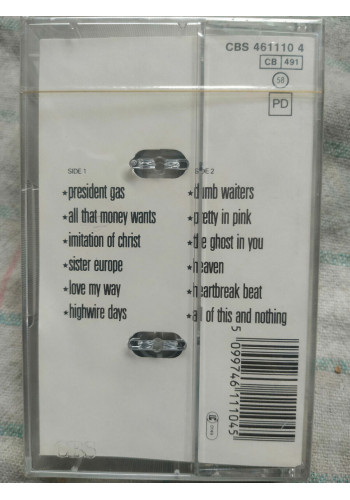 CBS 461110 4
CB 491
58
PD
SIDE 1
★president gas
★all that money wants
★imitation of christ
★sister europe
★love my way
★highwire days
SIDE 2
★dumb waiters
★pretty in pink
★the ghost in you
★heaven
★heartbreak beat
★all of this and nothing
5 099746 111045
CBS